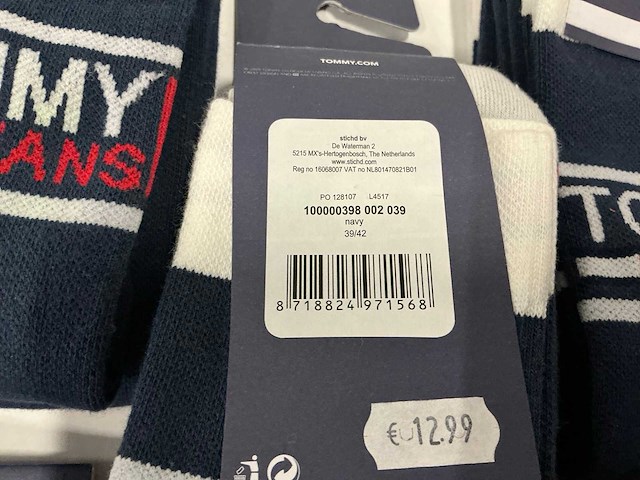 TOMMY.COM
MMY
EANS
stichd bv
De Waterman 2
5215 MX's-Hertogenbosch, The Netherlands
www.stichd.com
Reg no 16068007 VAT no NL801470821B01
PO 128107 L4517
100000398 002 039
navy
39/42
8 718824 971568
€ 12.99
TO